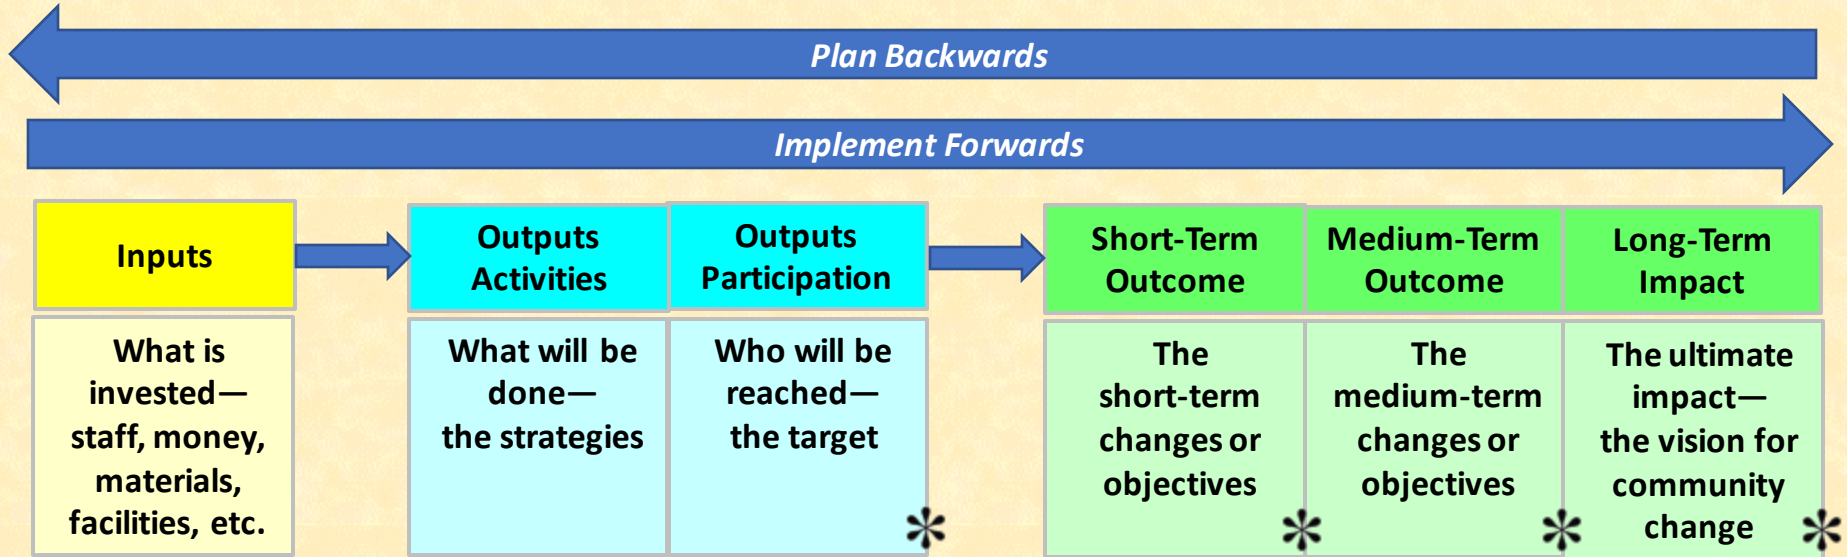 Plan Backwards
Implement Forwards
Inputs
Outputs
Activities
Outputs
Participation
Short-Term
Outcome
Medium-Term
Outcome
Long-Term
Impact
What is
invested—
staff, money,
materials,
facilities, etc.
What will be
done—
the strategies
Who will be
reached—
the target
*
The
short-term
changes or
objectives
*
The
medium-term
changes or
objectives
*
The ultimate
impact—
the vision for
community
change
*